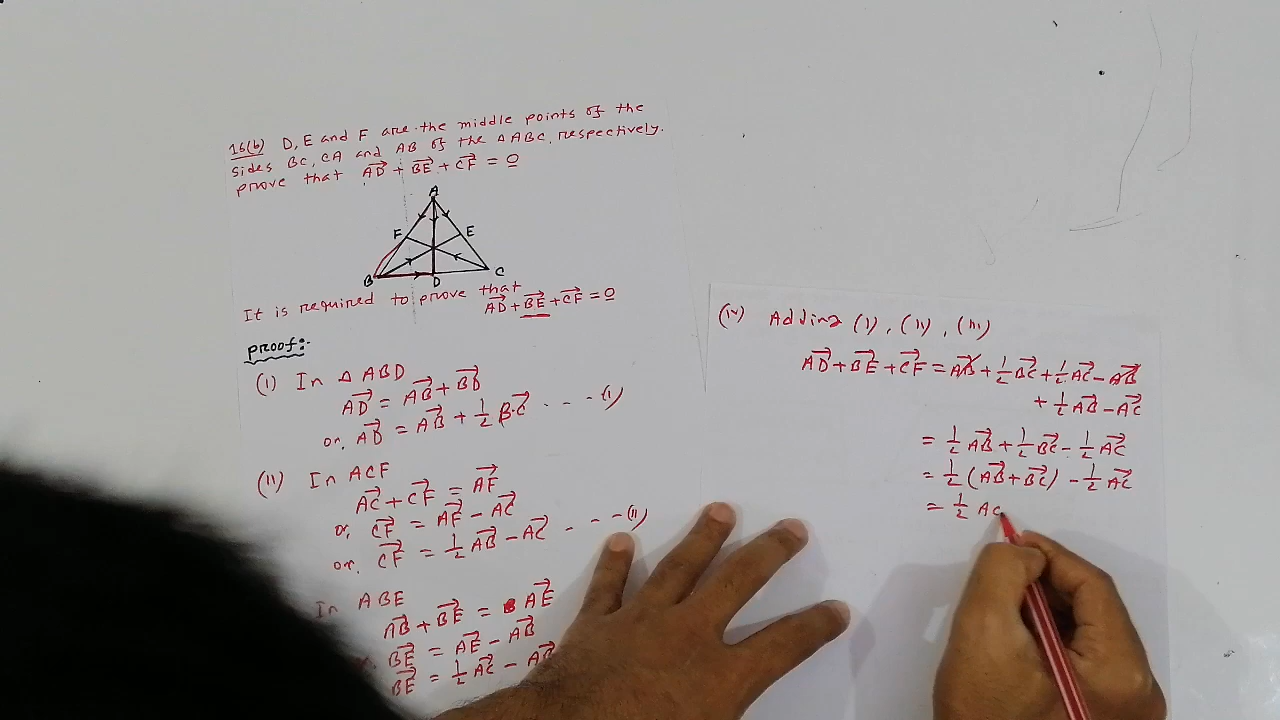 16(b) D, E and F are the middle points of the
sides BC, CA and AB of the △ABC, respectively.
prove that AD→ + BE→ + CF→ = 0
A
F
E
B
D
C
It is required to prove that
AD→ + BE→ + CF→ = 0
proof:-
(i) In △ ABD
AD→ = AB→ + BD→
or, AD→ = AB→ + 1/2 BC→ - - - (i)
(ii) In ACF
AC→ + CF→ = AF→
or, CF→ = AF→ - AC→
or, CF→ = 1/2 AB→ - AC→ - - - (ii)
In ABE
AB→ + BE→ = AE→
BE→ = AE→ - AB→
BE→ = 1/2 AC→ - AB→
(iv) Adding (i), (ii), (iii)
AD→ + BE→ + CF→ = AB→ + 1/2 BC→ + 1/2 AC→ - AB→
+ 1/2 AB→ - AC→
= 1/2 AB→ + 1/2 BC→ - 1/2 AC→
= 1/2 (AB→ + BC→) - 1/2 AC→
= 1/2 AC